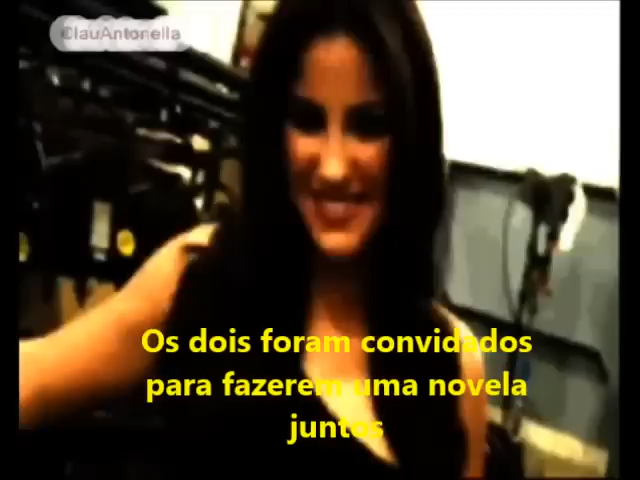 ClauAntonella
Os dois foram convidados
para fazerem uma novela
juntos